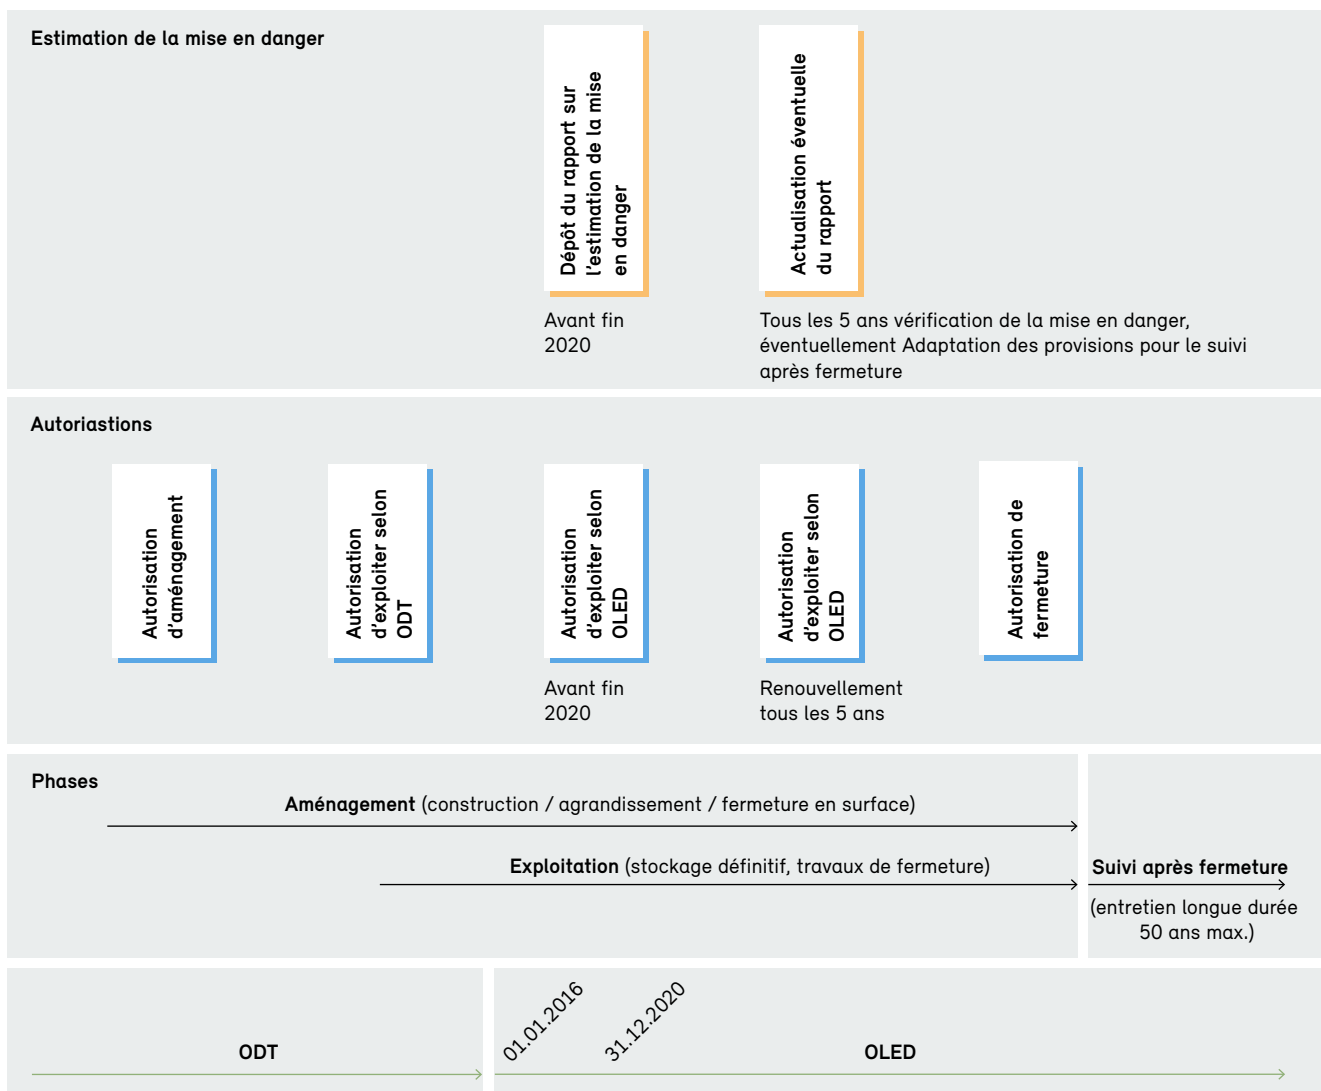 Estimation de la mise en danger
Dépôt du rapport sur
l'estimation de la mise
en danger
Actualisation éventuelle
du rapport
Avant fin
2020
Tous les 5 ans vérification de la mise en danger,
éventuellement Adaptation des provisions pour le suivi
après fermeture
Autoriastions
Autorisation
d'aménagement
Autorisation
d'exploiter selon
ODT
Autorisation
d'exploiter selon
OLED
Autorisation
d'exploiter selon
OLED
Autorisation de
fermeture
Avant fin
2020
Renouvellement
tous les 5 ans
Phases
Aménagement (construction / agrandissement / fermeture en surface)
Exploitation (stockage définitif, travaux de fermeture)
Suivi après fermeture
(entretien longue durée
50 ans max.)
01.01.2016
31.12.2020
ODT
OLED